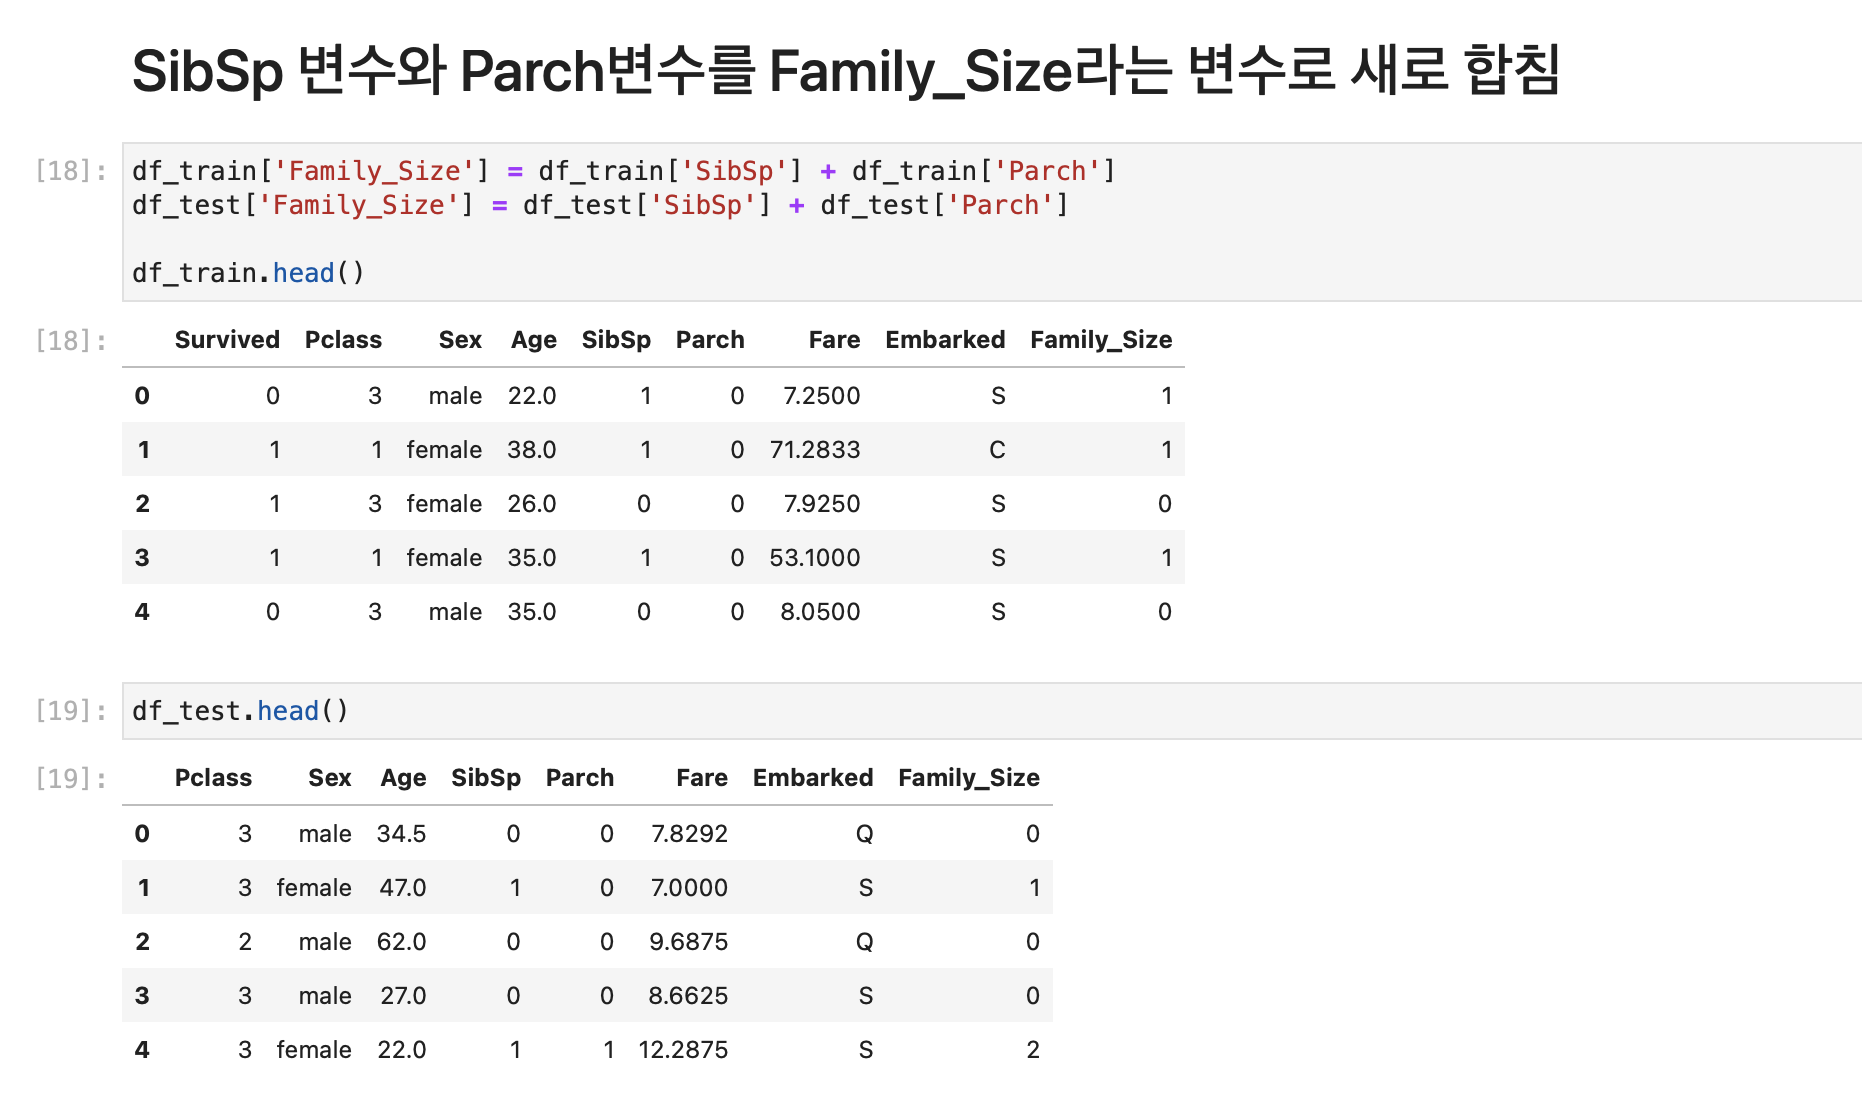 SibSp 변수와 Parch변수를 Family_Size라는 변수로 새로 합침
[18]: df_train['Family_Size'] = df_train['SibSp'] + df_train['Parch']
df_test['Family_Size'] = df_test['SibSp'] + df_test['Parch']
df_train.head()
[18]: Survived Pclass Sex Age SibSp Parch Fare Embarked Family_Size
0 0 3 male 22.0 1 0 7.2500 S 1
1 1 1 female 38.0 1 0 71.2833 C 1
2 1 3 female 26.0 0 0 7.9250 S 0
3 1 1 female 35.0 1 0 53.1000 S 1
4 0 3 male 35.0 0 0 8.0500 S 0
[19]: df_test.head()
[19]: Pclass Sex Age SibSp Parch Fare Embarked Family_Size
0 3 male 34.5 0 0 7.8292 Q 0
1 3 female 47.0 1 0 7.0000 S 1
2 2 male 62.0 0 0 9.6875 Q 0
3 3 male 27.0 0 0 8.6625 S 0
4 3 female 22.0 1 1 12.2875 S 2